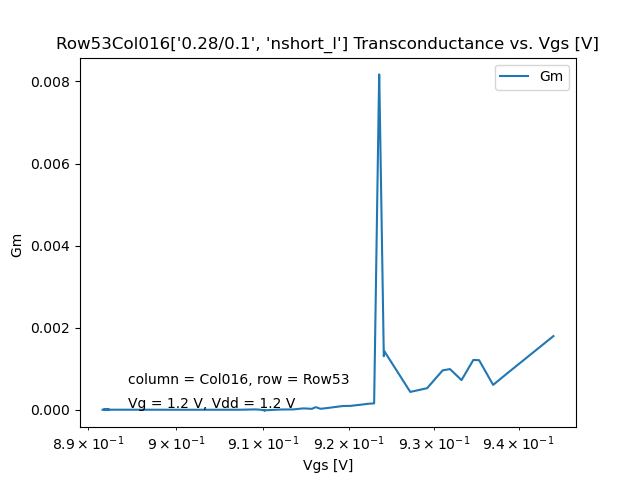 Row53Col016['0.28/0.1', 'nshort_l'] Transconductance vs. Vgs [V]
Gm
0.008
0.006
0.004
0.002
0.000
Gm
column = Col016, row = Row53
Vg = 1.2 V, Vdd = 1.2 V
8.9 × 10⁻¹ 9 × 10⁻¹ 9.1 × 10⁻¹ 9.2 × 10⁻¹ 9.3 × 10⁻¹ 9.4 × 10⁻¹
Vgs [V]